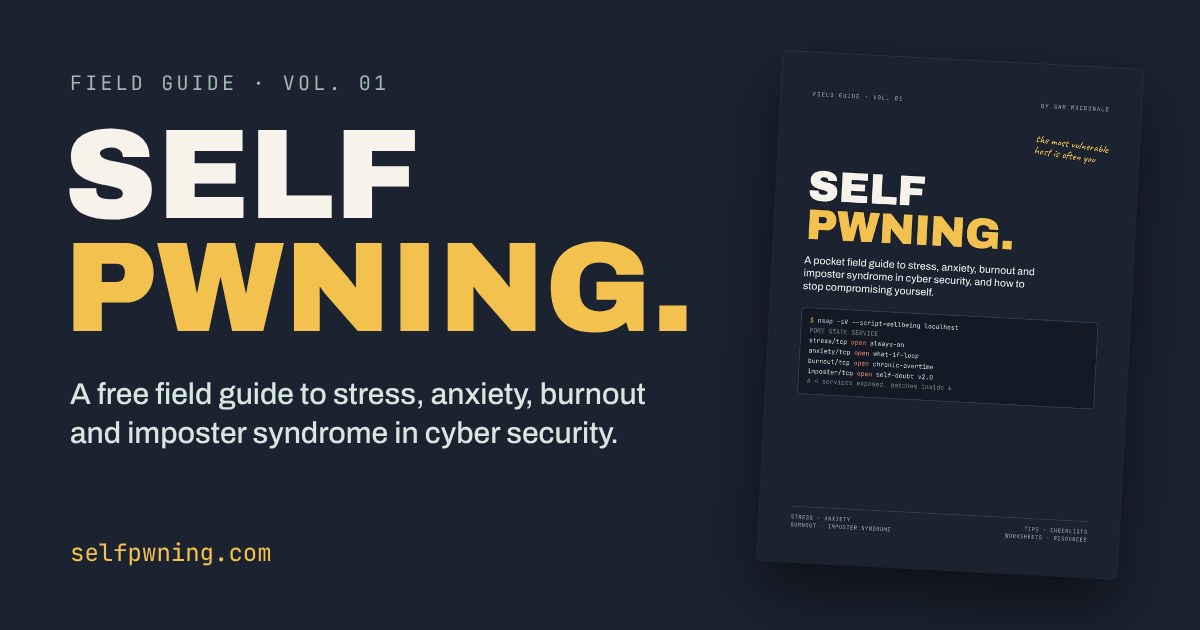 FIELD GUIDE · VOL. 01
SELF
PWNING.
A free field guide to stress, anxiety, burnout
and imposter syndrome in cyber security.
selfpwning.com
FIELD GUIDE · VOL. 01
BY SAM MACDONALD
the most vulnerable
host is often you
SELF
PWNING.
A pocket field guide to stress, anxiety, burnout and
imposter syndrome in cyber security, and how to
stop compromising yourself.
$ nmap -sV --script=wellbeing localhost
PORT STATE SERVICE
stress/tcp open always-on
anxiety/tcp open what-if-loop
burnout/tcp open chronic-overtime
imposter/tcp open self-doubt v2.0
# 4 services exposed. patches inside ↓
STRESS · ANXIETY
BURNOUT · IMPOSTER SYNDROME
TIPS · CHECKLISTS
WORKSHEETS · RESOURCES